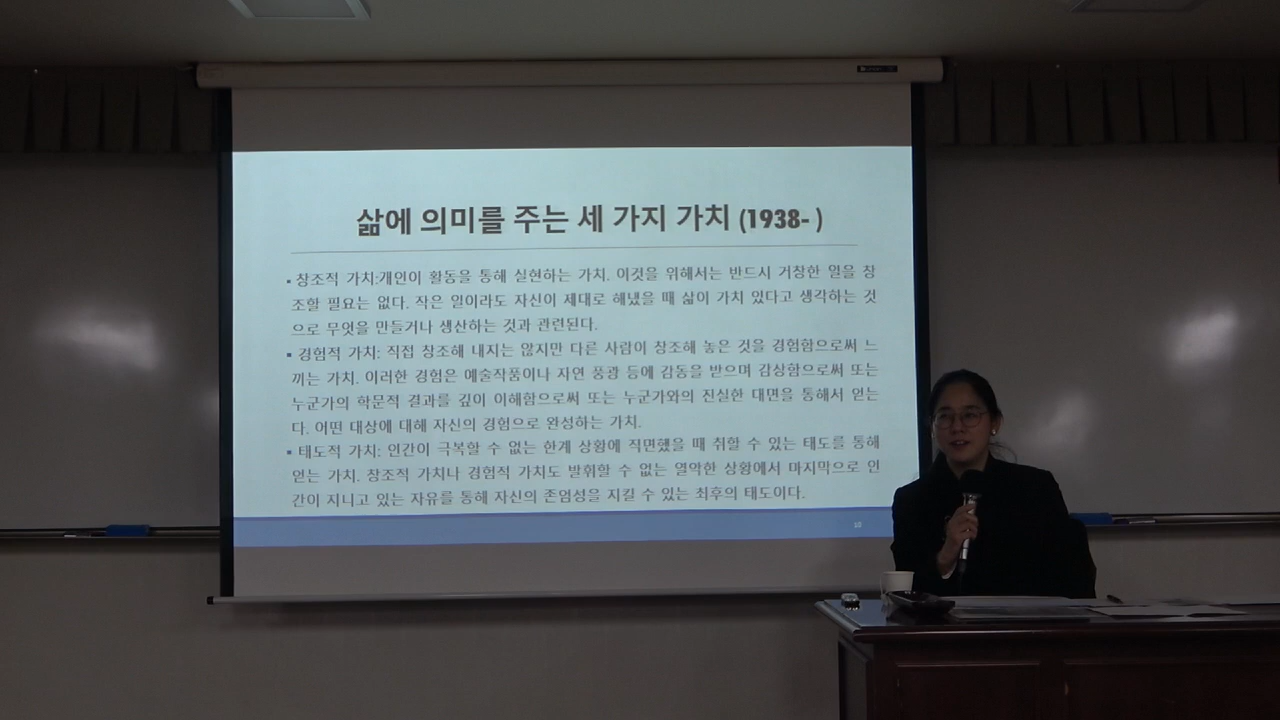 삶에 의미를 주는 세 가지 가치 (1938- )
▪ 창조적 가치:개인이 활동을 통해 실현하는 가치. 이것을 위해서는 반드시 거창한 일을 창
조할 필요는 없다. 작은 일이라도 자신이 제대로 해냈을 때 삶이 가치 있었다고 생각하는 것
으로 무엇을 만들거나 생산하는 것과 관련된다.
▪ 경험적 가치: 직접 창조해 내지는 않지만 다른 사람이 창조해 놓은 것을 경험함으로써 느
끼는 가치. 이러한 경험은 예술작품이나 자연 풍광 등에 감동을 받으며 감상함으로써 또는
누군가의 학문적 결과를 깊이 이해함으로써 또는 누군가와의 진실한 대면을 통해서 얻는
다. 어떤 대상에 대해 자신의 경험으로 완성하는 가치.
▪ 태도적 가치: 인간이 극복할 수 없는 한계 상황에 직면했을 때 취할 수 있는 태도를 통해
얻는 가치. 창조적 가치나 경험적 가치도 발휘할 수 없는 열악한 상황에서 마지막으로 인
간이 지니고 있는 자유를 통해 자신의 존엄성을 지킬 수 있는 최후의 태도이다.